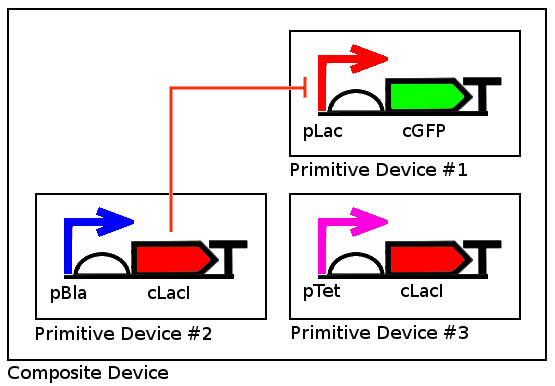 pLac cGFP
Primitive Device #1
pBla cLacI
Primitive Device #2
pTet cLacI
Primitive Device #3
Composite Device